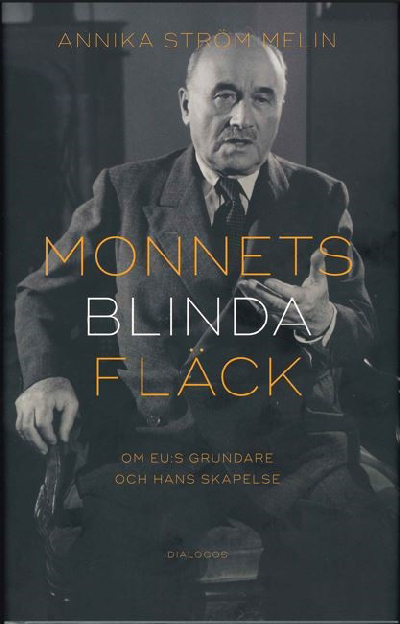 ANNIKA STRÖM MELIN
MONNETS
BLINDA
FLÄCK
OM EU:S GRUNDARE
OCH HANS SKAPELSE
DIALOGOS